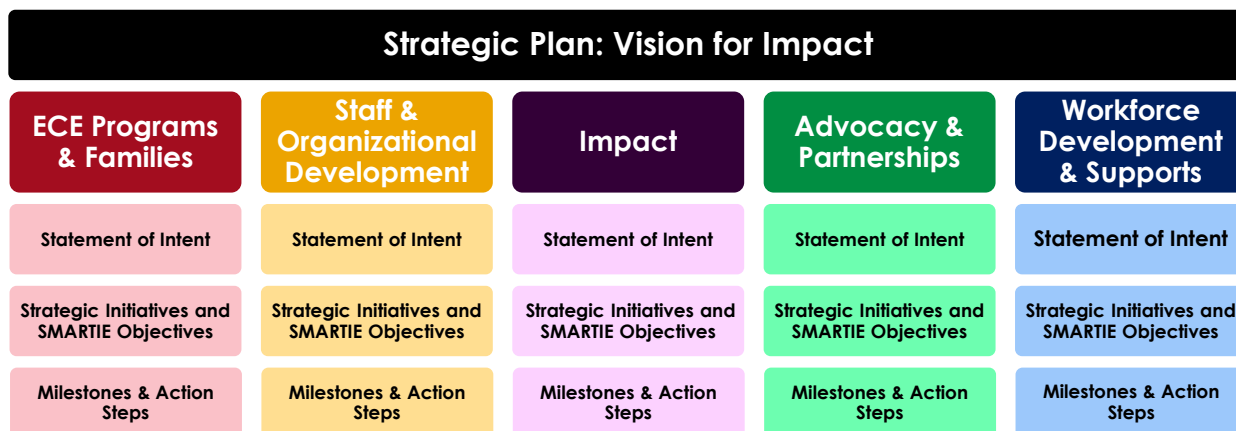 Strategic Plan: Vision for Impact
ECE Programs
& Families
Staff &
Organizational
Development
Impact
Advocacy &
Partnerships
Workforce
Development
& Supports
Statement of Intent
Statement of Intent
Statement of Intent
Statement of Intent
Statement of Intent
Strategic Initiatives and
SMARTIE Objectives
Strategic Initiatives and
SMARTIE Objectives
Strategic Initiatives and
SMARTIE Objectives
Strategic Initiatives and
SMARTIE Objectives
Strategic Initiatives and
SMARTIE Objectives
Milestones & Action
Steps
Milestones & Action
Steps
Milestones & Action
Steps
Milestones & Action
Steps
Milestones & Action
Steps